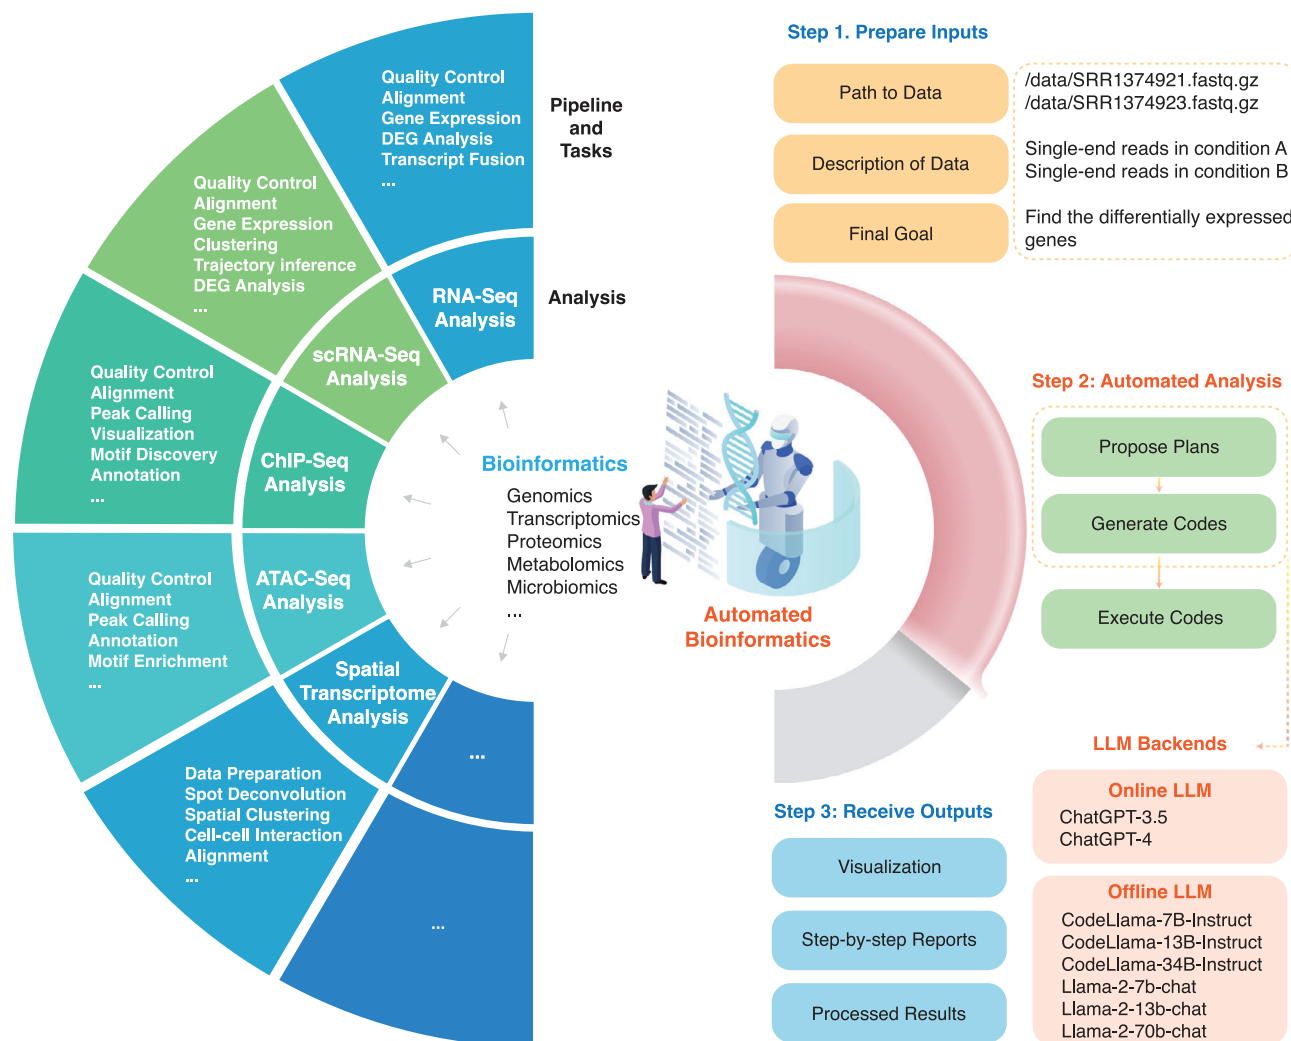 Quality Control
Alignment
Gene Expression
DEG Analysis
Transcript Fusion
...
Pipeline
and
Tasks
Quality Control
Alignment
Gene Expression
Clustering
Trajectory inference
DEG Analysis
...
RNA-Seq
Analysis
Analysis
scRNA-Seq
Analysis
Quality Control
Alignment
Peak Calling
Visualization
Motif Discovery
Annotation
...
ChIP-Seq
Analysis
Quality Control
Alignment
Peak Calling
Annotation
Motif Enrichment
...
ATAC-Seq
Analysis
Spatial
Transcriptome
Analysis
Data Preparation
Spot Deconvolution
Spatial Clustering
Cell-cell Interaction
Alignment
...
...
...
Bioinformatics
Genomics
Transcriptomics
Proteomics
Metabolomics
Microbiomics
...
Automated
Bioinformatics
Step 1. Prepare Inputs
Path to Data
/data/SRR1374921.fastq.gz
/data/SRR1374923.fastq.gz
Description of Data
Single-end reads in condition A
Single-end reads in condition B
Final Goal
Find the differentially expressed
genes
Step 2: Automated Analysis
Propose Plans
Generate Codes
Execute Codes
LLM Backends
Online LLM
ChatGPT-3.5
ChatGPT-4
Offline LLM
CodeLlama-7B-Instruct
CodeLlama-13B-Instruct
CodeLlama-34B-Instruct
Llama-2-7b-chat
Llama-2-13b-chat
Llama-2-70b-chat
Step 3: Receive Outputs
Visualization
Step-by-step Reports
Processed Results